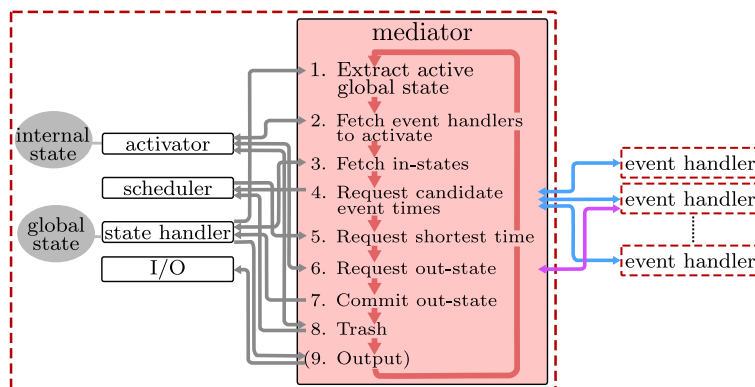 mediator
1. Extract active
global state
2. Fetch event handlers
to activate
3. Fetch in-states
4. Request candidate
event times
5. Request shortest time
6. Request out-state
7. Commit out-state
8. Trash
(9. Output)
internal
state
activator
scheduler
global
state
state handler
I/O
event handler
event handler
event handler